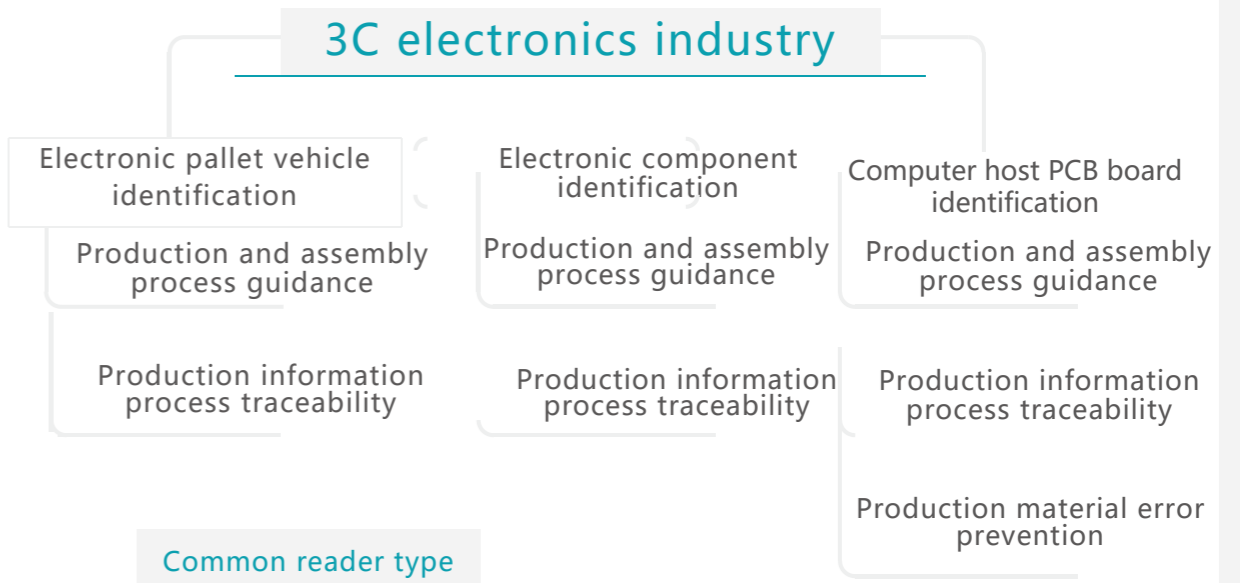 3C electronics industry
Electronic pallet vehicle
identification
Production and assembly
process guidance
Production information
process traceability
Electronic component
identification
Production and assembly
process guidance
Production information
process traceability
Computer host PCB board
identification
Production and assembly
process guidance
Production information
process traceability
Production material error
prevention
Common reader type